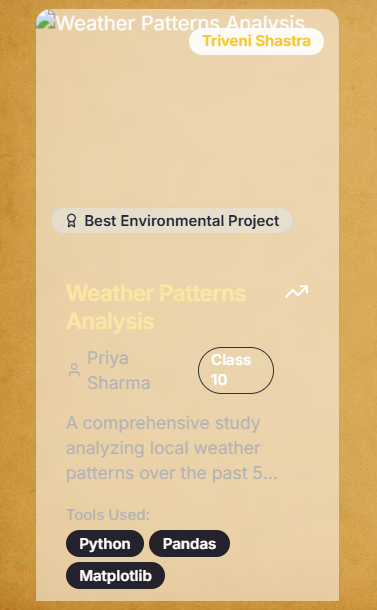 Weather Patterns Analysis
Triveni Shastra
Best Environmental Project
Weather Patterns
Analysis
Priya
Sharma
Class
10
A comprehensive study
analyzing local weather
patterns over the past 5...
Tools Used:
Python Pandas
Matplotlib